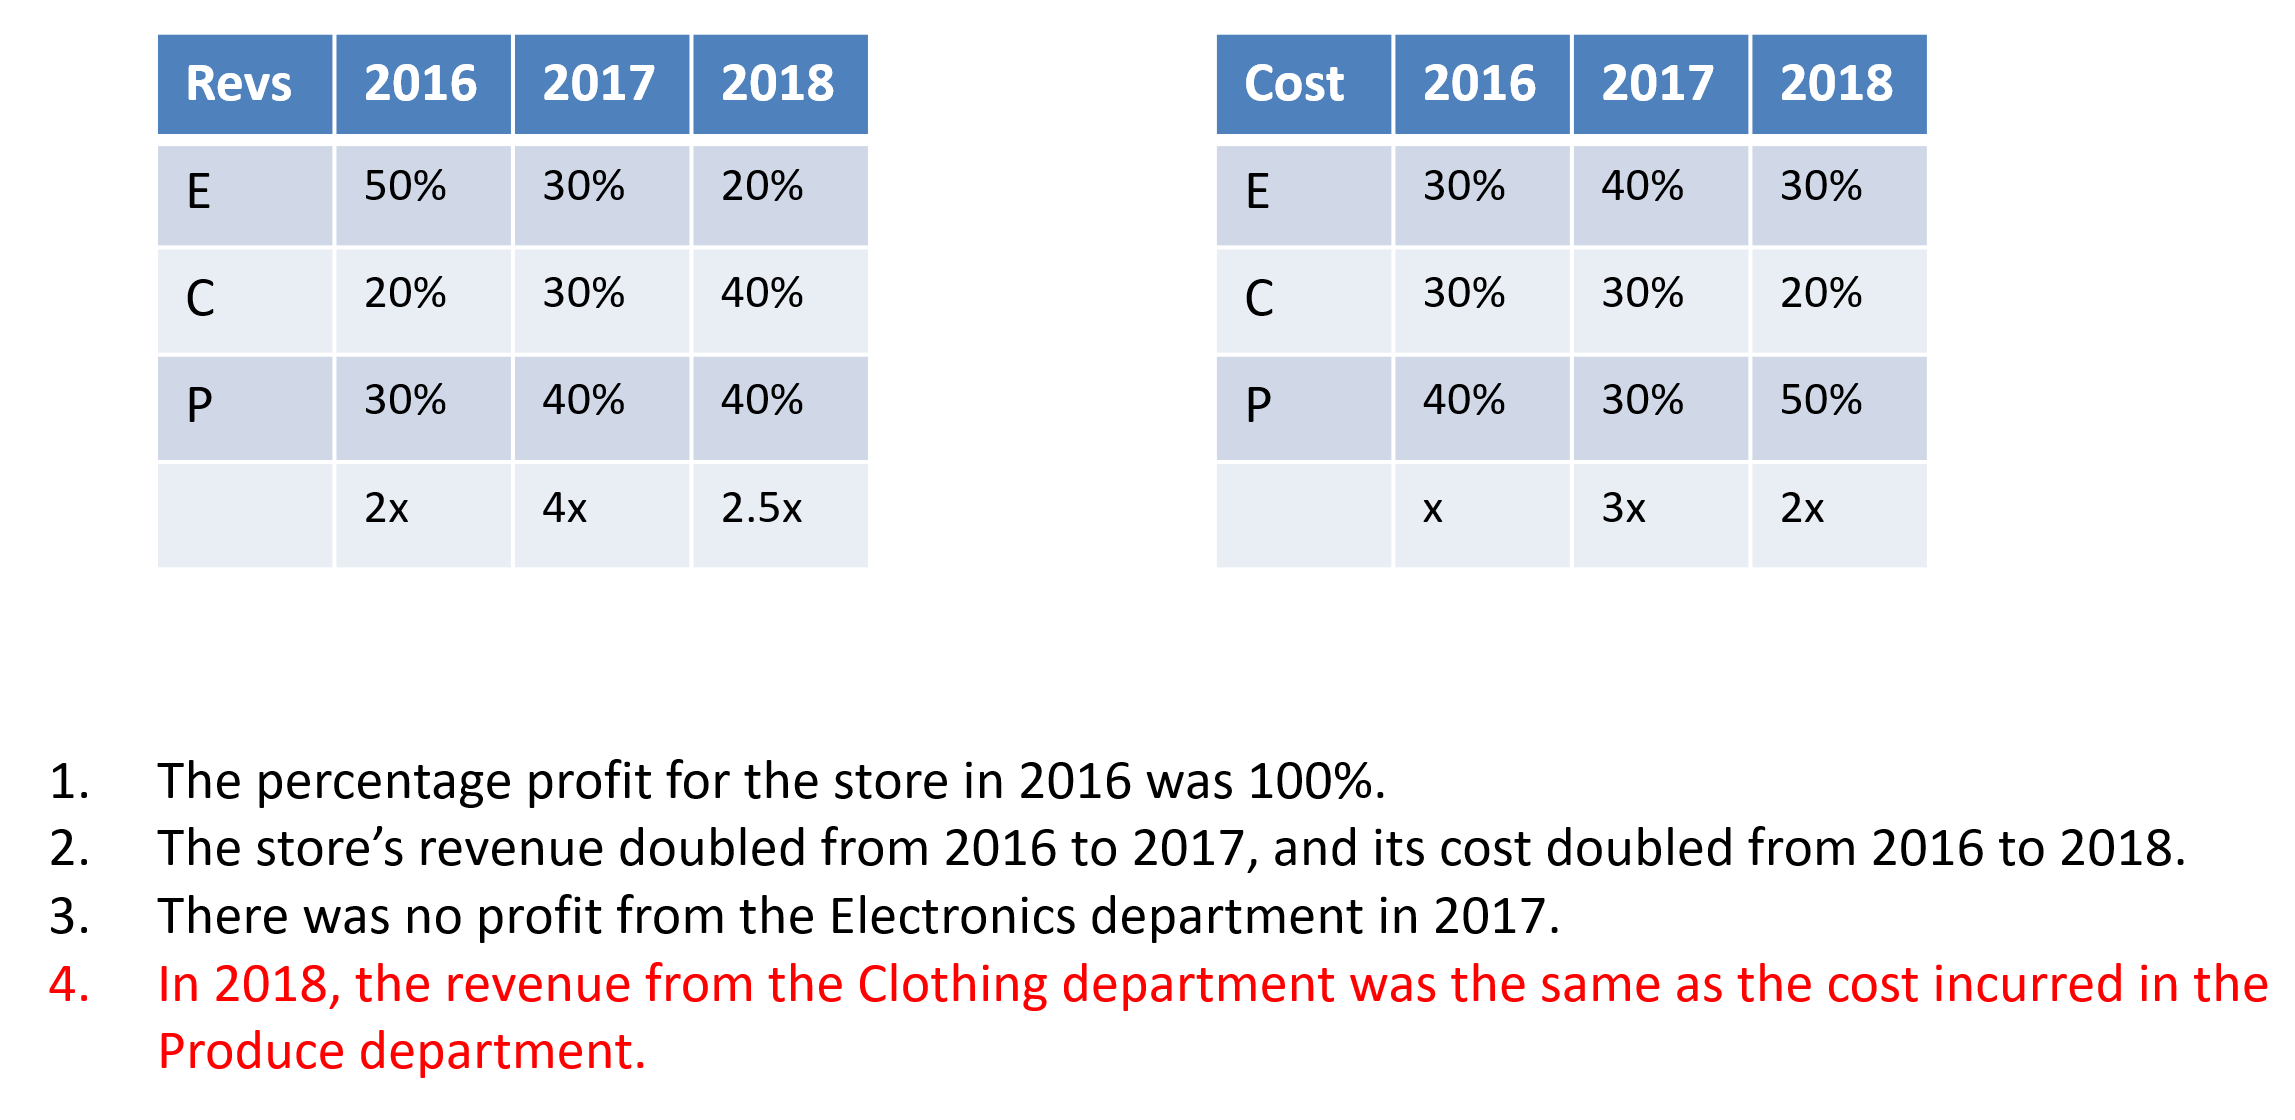 Revs 2016 2017 2018 Cost 2016 2017 2018
E 50% 30% 20% E 30% 40% 30%
C 20% 30% 40% C 30% 30% 20%
P 30% 40% 40% P 40% 30% 50%
2x 4x 2.5x x 3x 2x
1. The percentage profit for the store in 2016 was 100%.
2. The store’s revenue doubled from 2016 to 2017, and its cost doubled from 2016 to 2018.
3. There was no profit from the Electronics department in 2017.
4. In 2018, the revenue from the Clothing department was the same as the cost incurred in the
Produce department.